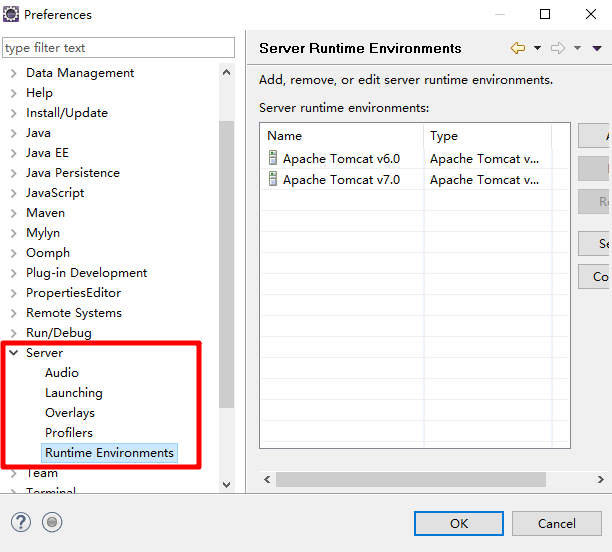 Preferences
type filter text
Data Management
Help
Install/Update
Java
Java EE
Java Persistence
JavaScript
Maven
Mylyn
Oomph
Plug-in Development
PropertiesEditor
Remote Systems
Run/Debug
Server
Audio
Launching
Overlays
Profilers
Runtime Environments
Team
Terminal
Server Runtime Environments
Add, remove, or edit server runtime environments.
Server runtime environments:
Name Type
Apache Tomcat v6.0 Apache Tomcat v...
Apache Tomcat v7.0 Apache Tomcat v...
Re
Se
Co
OK Cancel